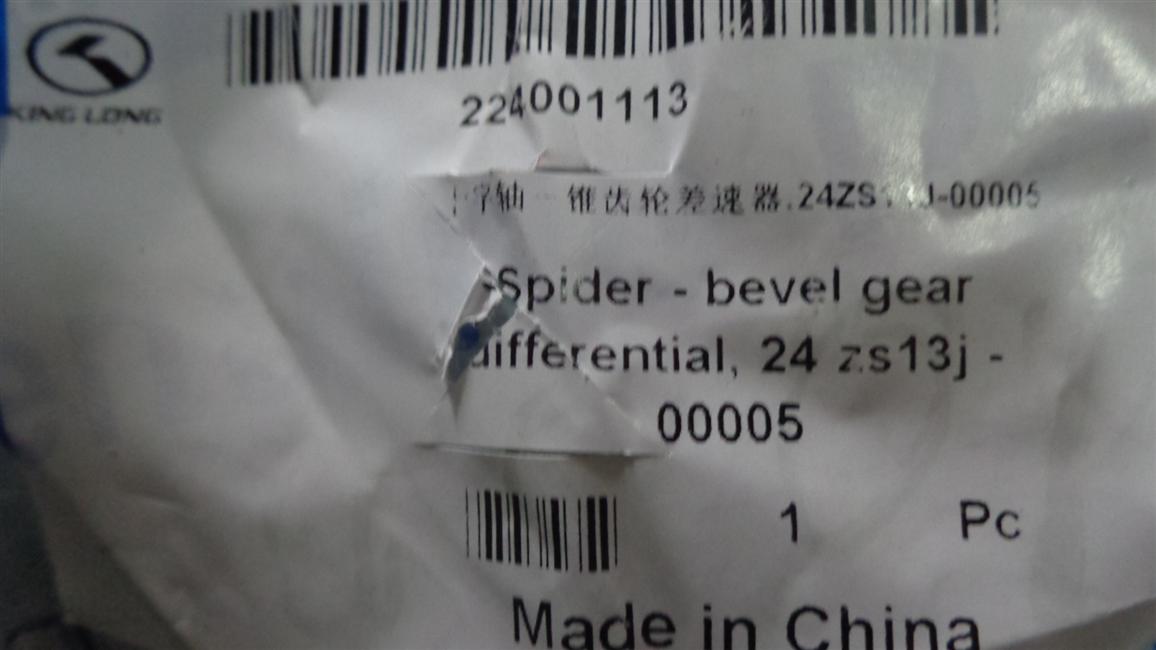 KING LONG
224001113
字轴 - 锥齿轮差速器.24ZS J-00005
Spider - bevel gear
differential, 24 zs13j -
00005
1 Pc
Made in China